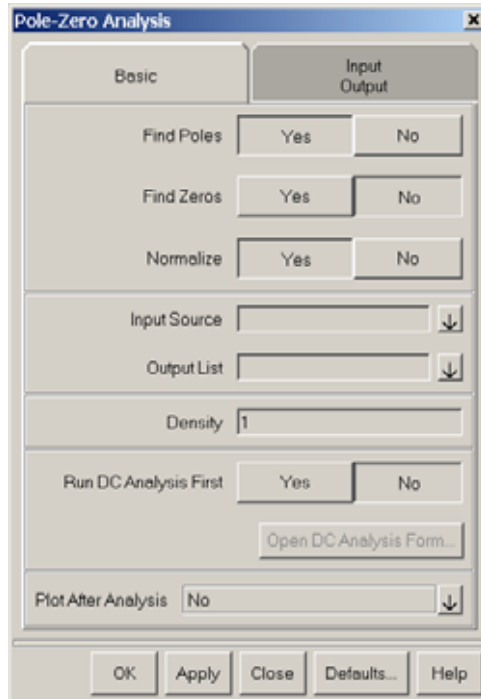 Pole-Zero Analysis
Basic
Input
Output
Find Poles Yes No
Find Zeros Yes No
Normalize Yes No
Input Source
Output List
Density 1
Run DC Analysis First Yes No
Open DC Analysis Form...
Plot After Analysis No
OK Apply Close Defaults... Help